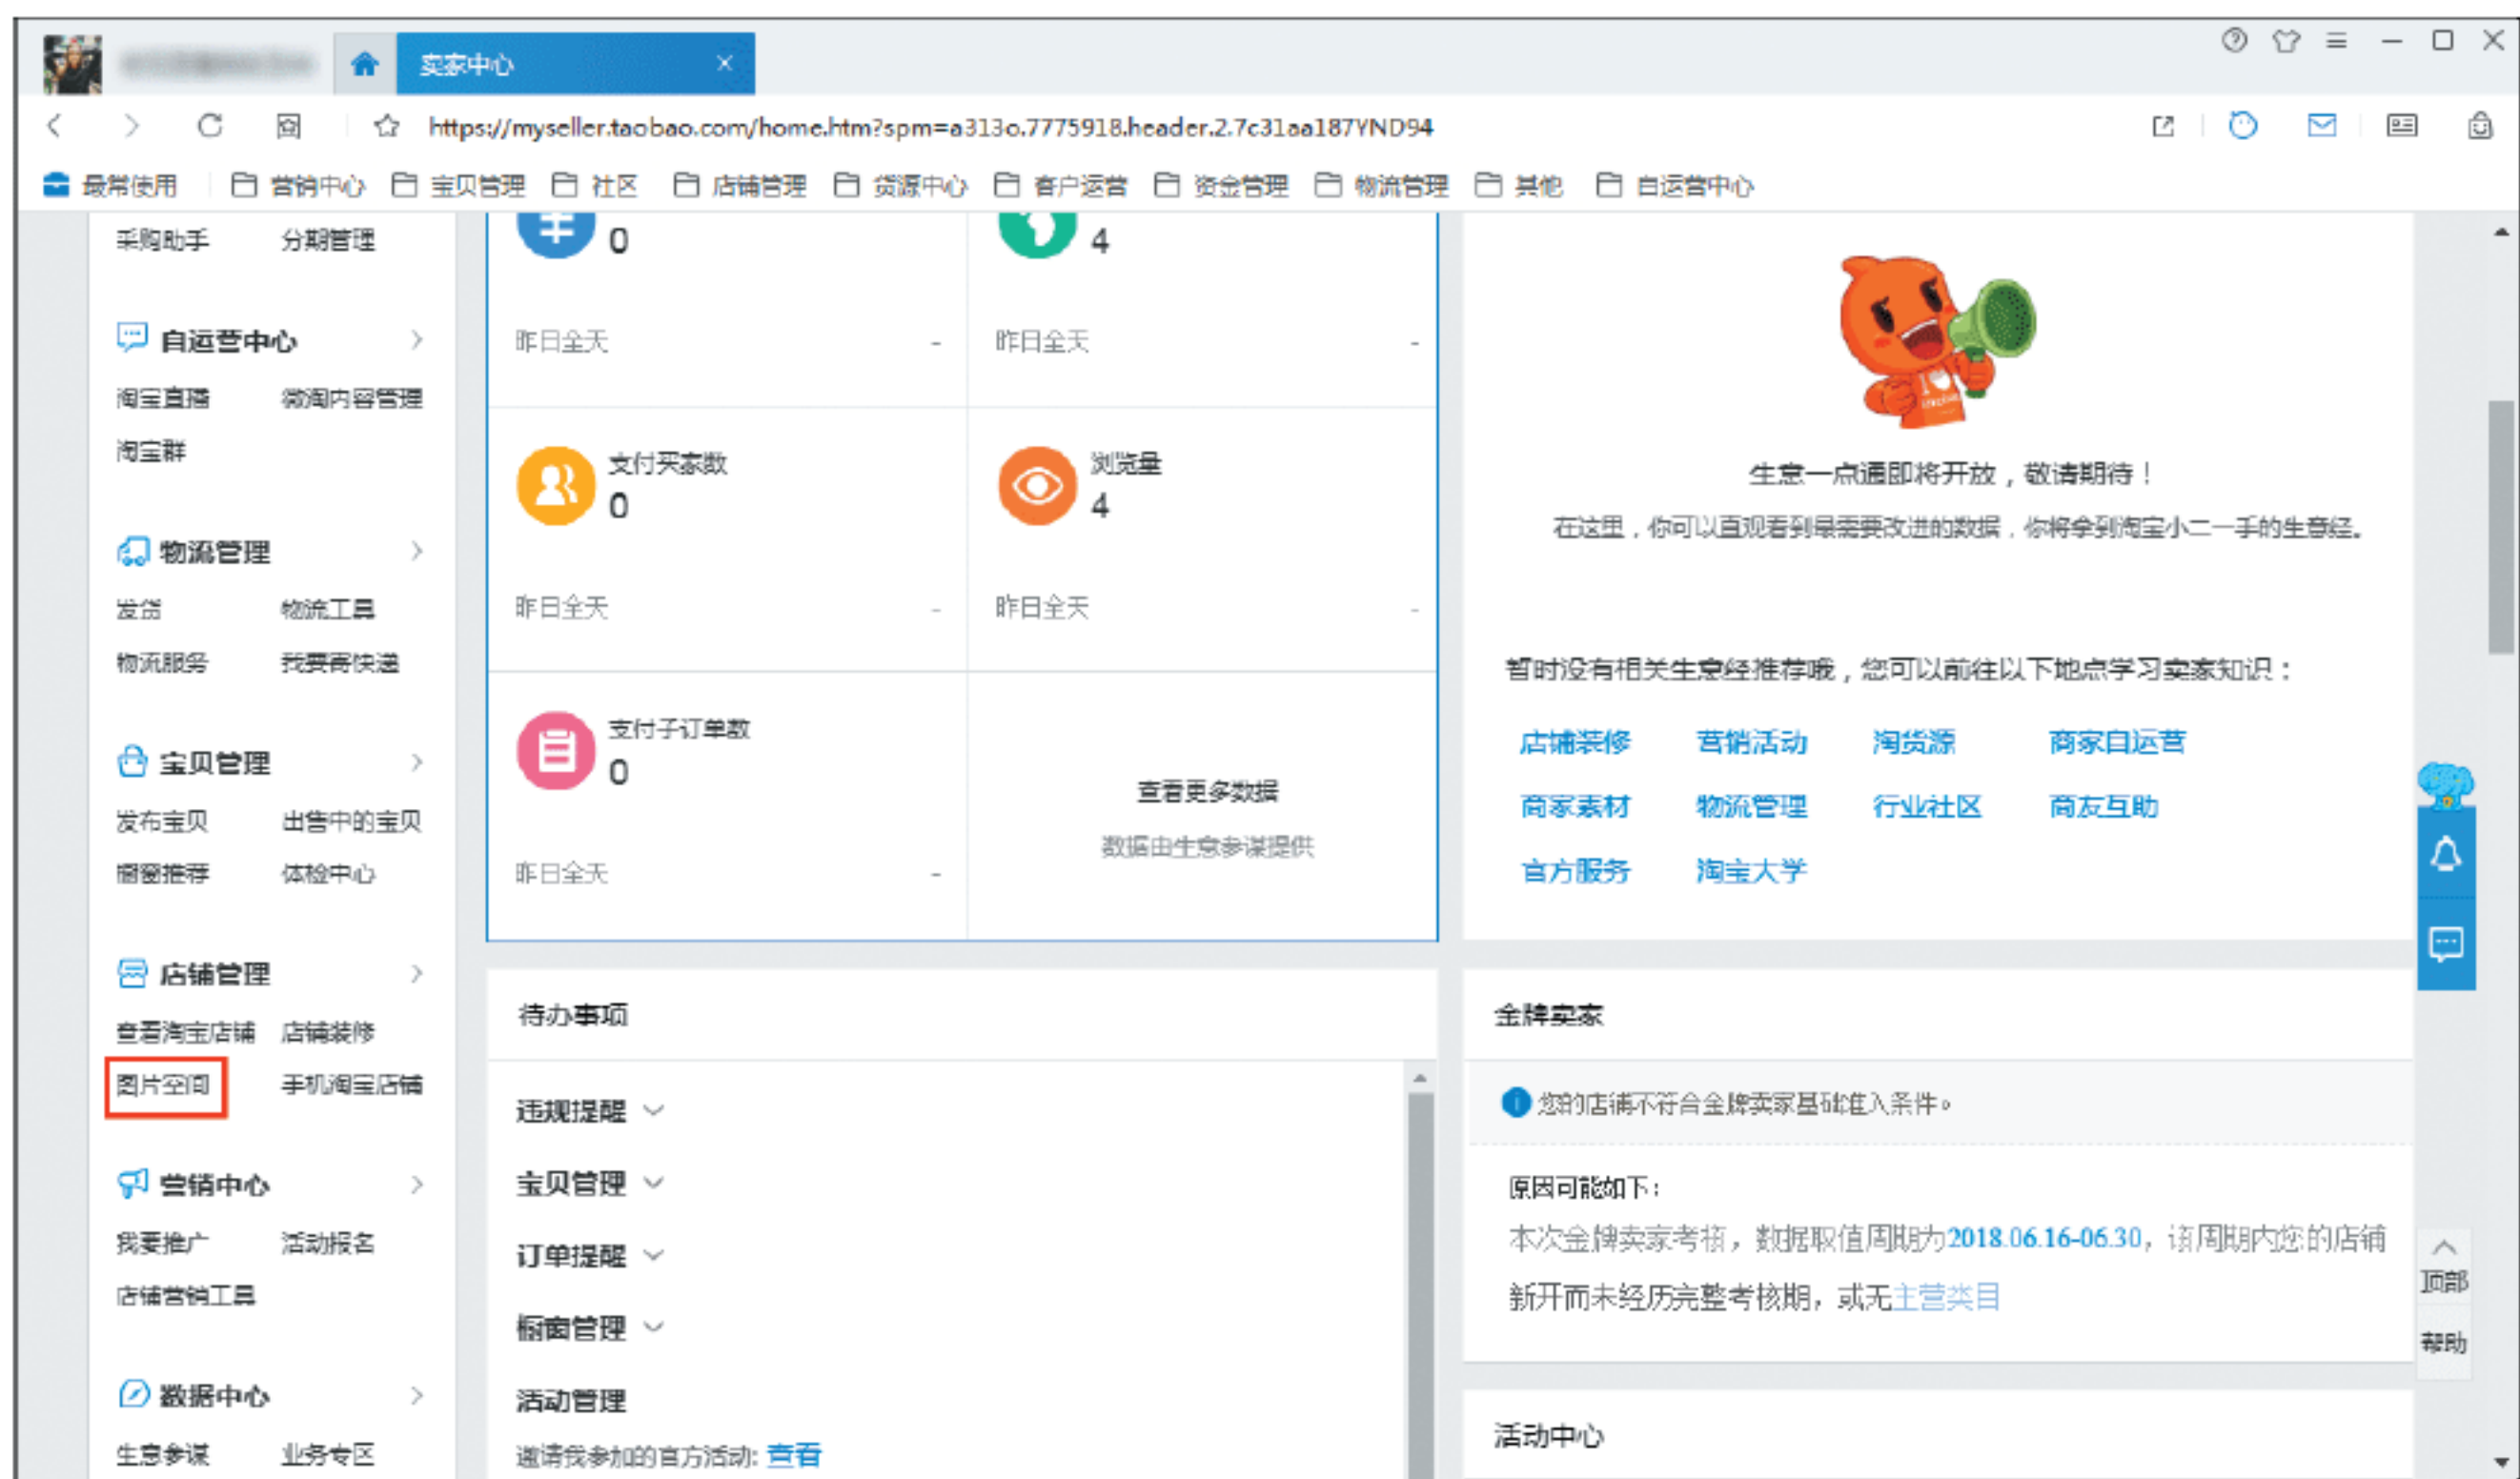 卖家中心
https://myseller.taobao.com/home.htm?spm=a313o.7775918.header.2.7c31aa187YND94
最常使用 营销中心 宝贝管理 社区 店铺管理 货源中心 客户运营 资金管理 物流管理 其他 自运营中心
采购助手 分期管理
自运营中心
淘宝直播 微淘内容管理
淘宝群
物流管理
发货 物流工具
物流服务 我要寄快递
宝贝管理
发布宝贝 出售中的宝贝
橱窗推荐 体检中心
店铺管理
查看淘宝店铺 店铺装修
图片空间 手机淘宝店铺
营销中心
我要推广 活动报名
店铺营销工具
数据中心
生意参谋 业务专区
0 4
昨日全天 - 昨日全天 -
支付买家数 浏览量
0 4
昨日全天 - 昨日全天 -
支付子订单数
0
查看更多数据
数据由生意参谋提供
昨日全天 -
待办事项
违规提醒
宝贝管理
订单提醒
橱窗管理
活动管理
邀请我参加的官方活动: 查看
生意一点通即将开放，敬请期待！
在这里，你可以直观看到最需要改进的数据，你将拿到淘宝小二一手的生意经。
暂时没有相关生意经推荐哦，您可以前往以下地点学习卖家知识：
店铺装修 营销活动 淘货源 商家自运营
商家素材 物流管理 行业社区 商友互助
官方服务 淘宝大学
金牌卖家
您的店铺不符合金牌卖家基础准入条件。
原因可能如下：
本次金牌卖家考核，数据取值周期为2018.06.16-06.30，该周期内您的店铺
新开而未经历完整考核期，或无主营类目
活动中心
顶部
帮助